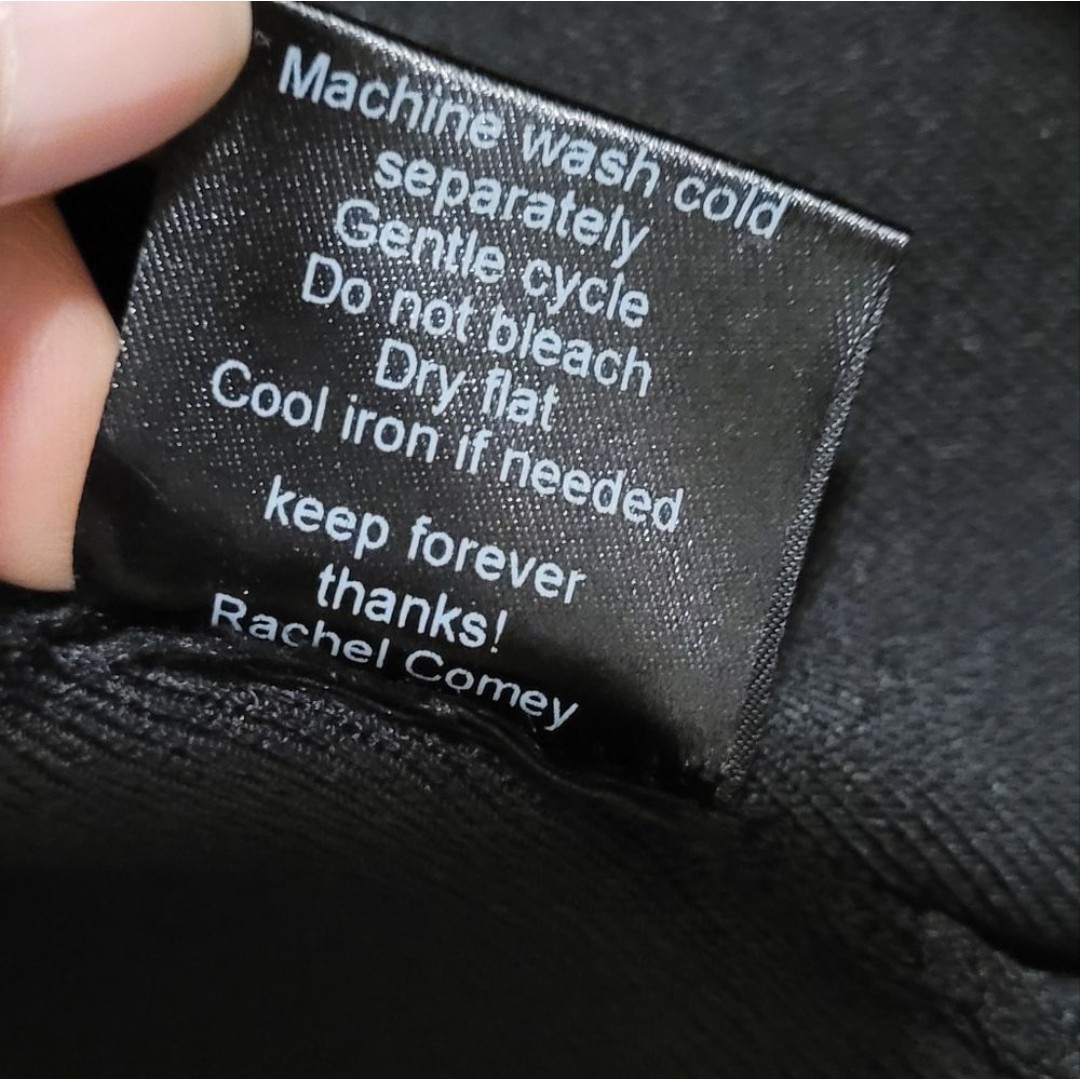 Machine wash cold
separately
Gentle cycle
Do not bleach
Dry flat
Cool iron if needed
keep forever
thanks!
Rachel Comey